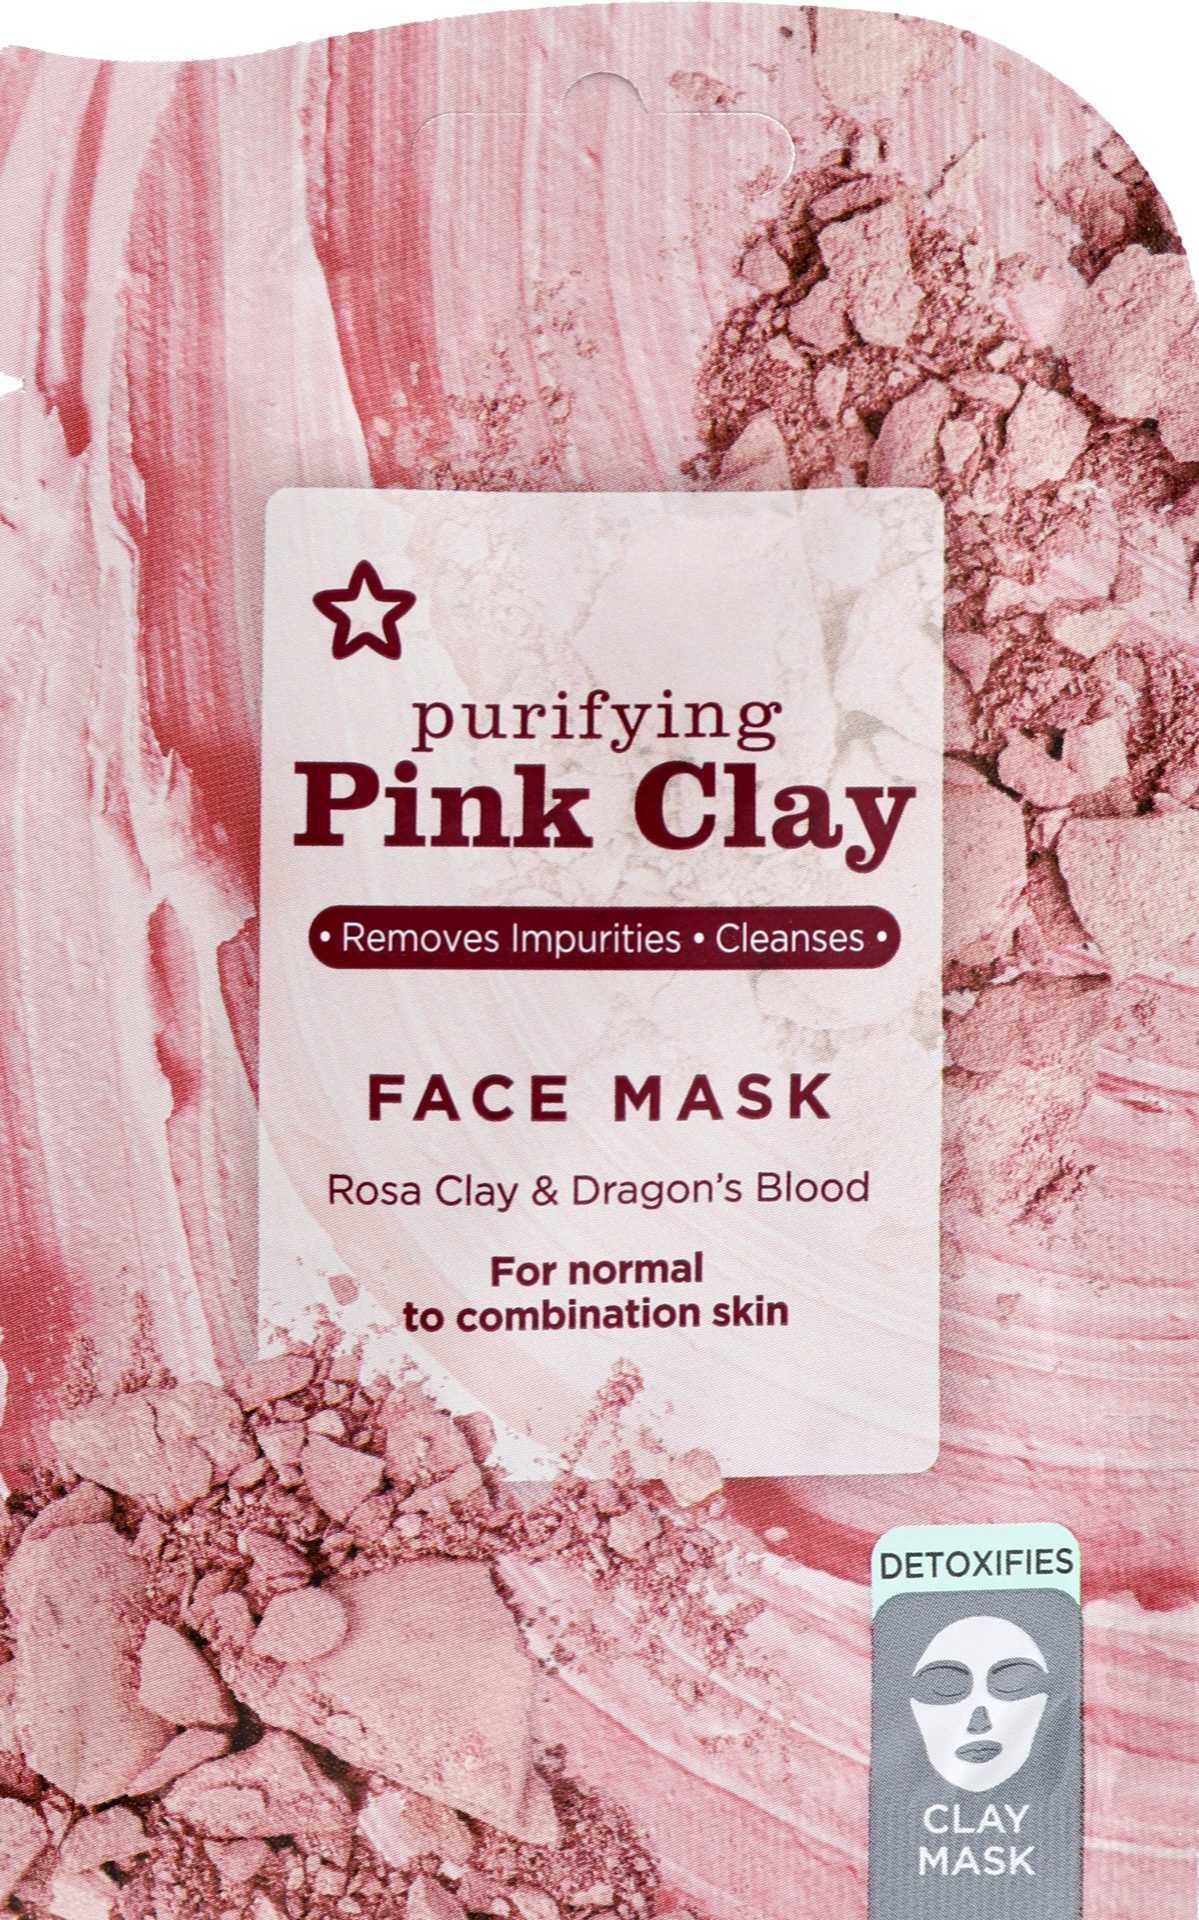 purifying
Pink Clay
• Removes Impurities • Cleanses •
FACE MASK
Rosa Clay & Dragon's Blood
For normal
to combination skin
DETOXIFIES
CLAY
MASK